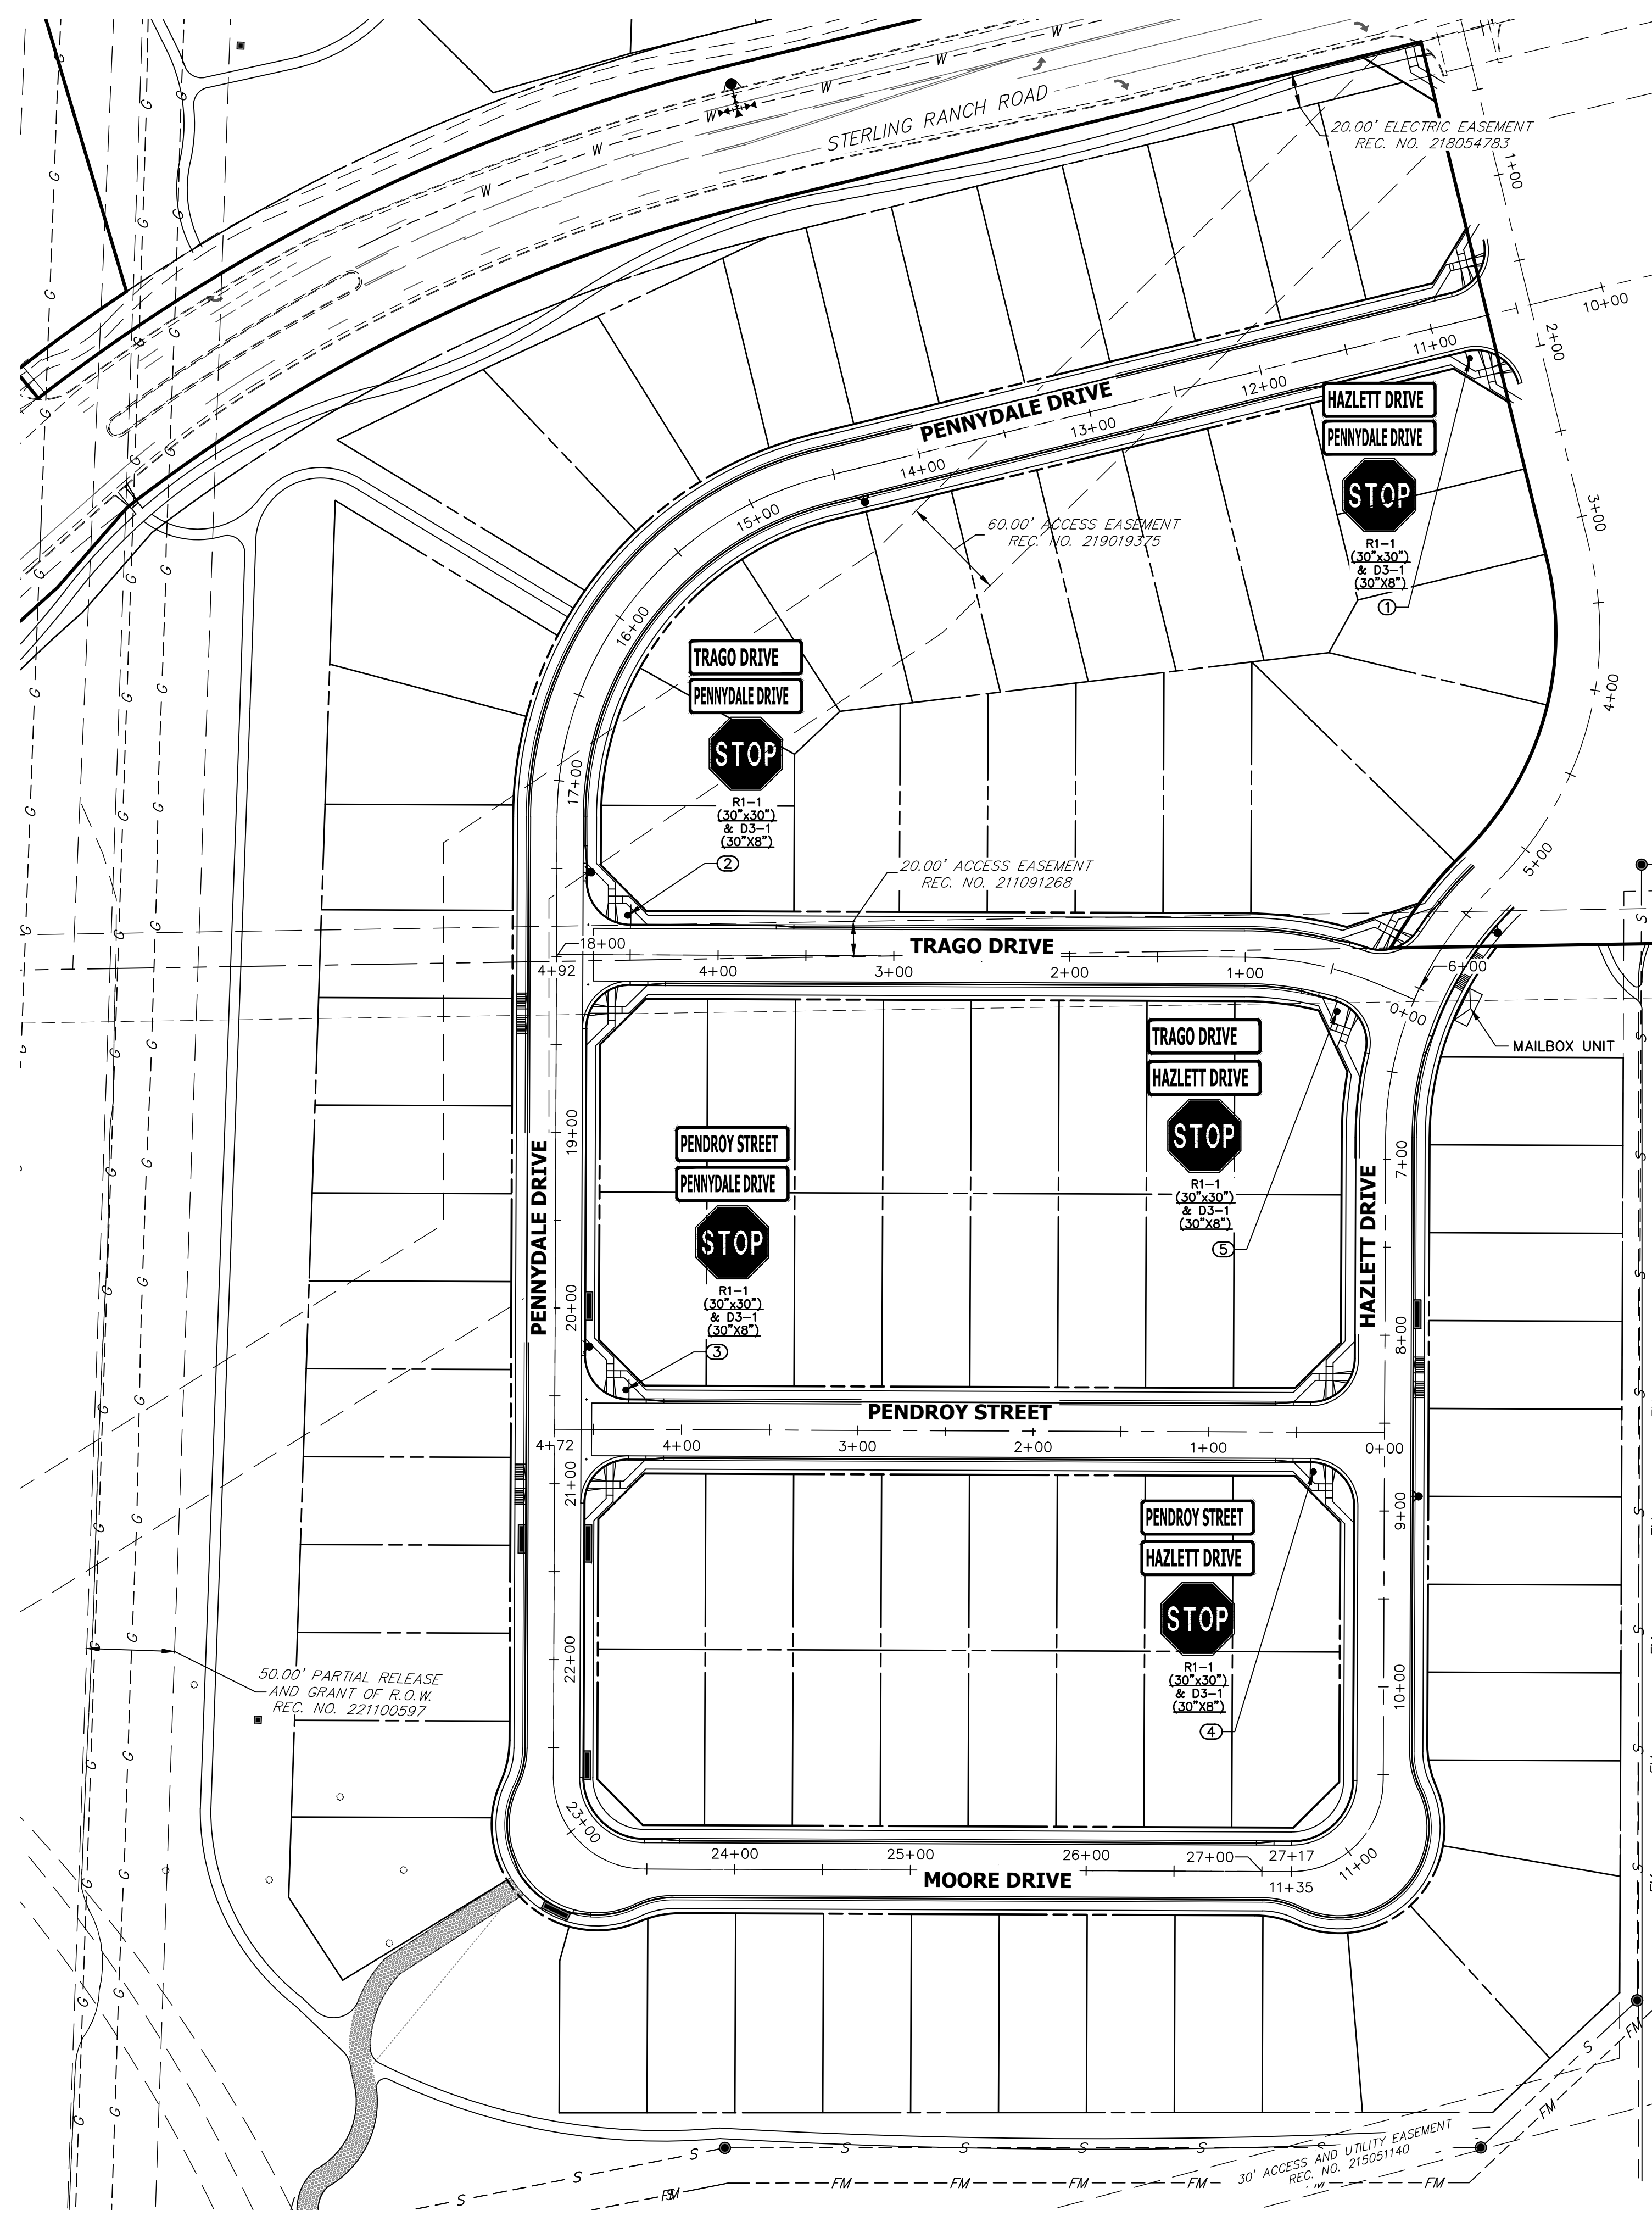 STERLING RANCH ROAD
20.00' ELECTRIC EASEMENT
REC. NO. 218054783
1+00
2+00
10+00
11+00
12+00
13+00
14+00
15+00
16+00
17+00
PENNYDALE DRIVE
HAZLETT DRIVE
PENNYDALE DRIVE
STOP
R1-1
(30"x30")
& D3-1
(30"X8")
1
3+00
4+00
5+00
6+00
60.00' ACCESS EASEMENT
REC. NO. 219019375
TRAGO DRIVE
PENNYDALE DRIVE
STOP
R1-1
(30"x30")
& D3-1
(30"X8")
2
20.00' ACCESS EASEMENT
REC. NO. 211091268
TRAGO DRIVE
18+00
4+92
4+00
3+00
2+00
1+00
0+00
MAILBOX UNIT
TRAGO DRIVE
HAZLETT DRIVE
STOP
R1-1
(30"x30")
& D3-1
(30"X8")
5
PENDROY STREET
PENNYDALE DRIVE
STOP
R1-1
(30"x30")
& D3-1
(30"X8")
3
PENNYDALE DRIVE
19+00
20+00
HAZLETT DRIVE
7+00
8+00
PENDROY STREET
4+72
4+00
3+00
2+00
1+00
0+00
21+00
22+00
9+00
10+00
PENDROY STREET
HAZLETT DRIVE
STOP
R1-1
(30"x30")
& D3-1
(30"X8")
4
50.00' PARTIAL RELEASE
AND GRANT OF R.O.W.
REC. NO. 221100597
23+00
24+00
25+00
26+00
27+00
27+17
11+00
11+35
MOORE DRIVE
30' ACCESS AND UTILITY EASEMENT
REC. NO. 215051140
W W W W W W
G G G G G G
S S S S S S
FM FM FM FM FM FM